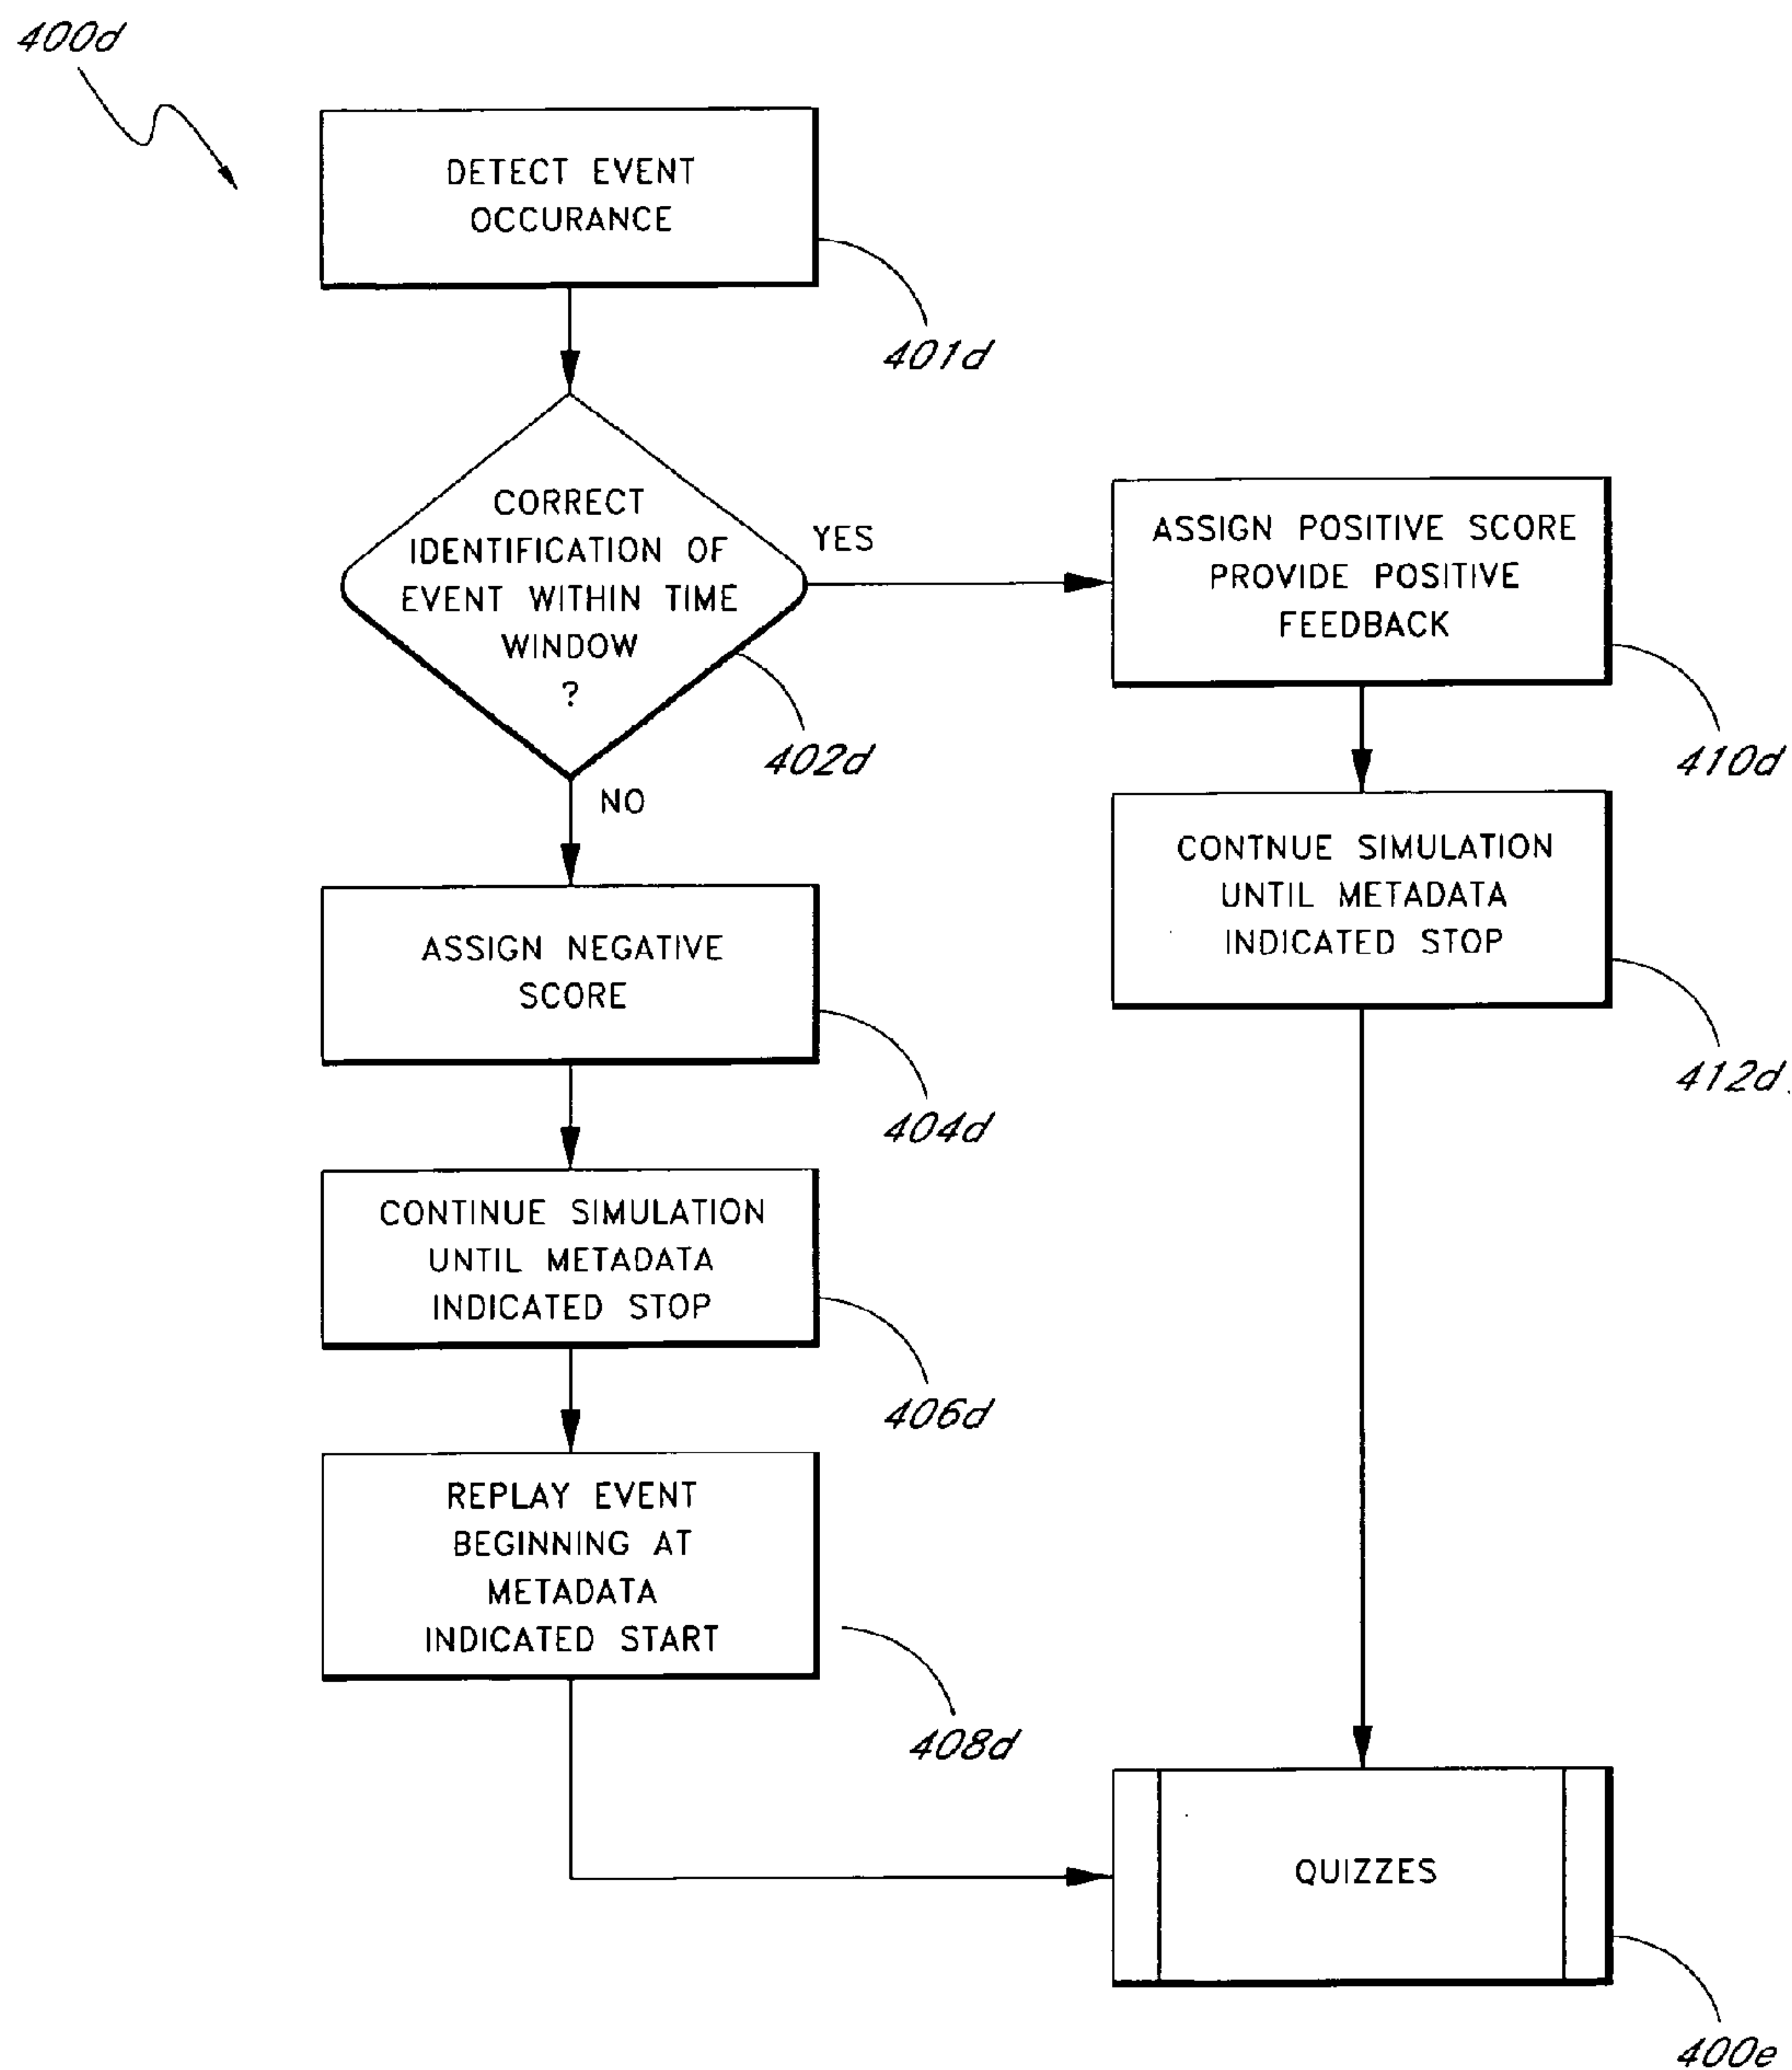 400d
DETECT EVENT
OCCURANCE
401d
CORRECT
IDENTIFICATION OF
EVENT WITHIN TIME
WINDOW
?
402d
YES
NO
ASSIGN POSITIVE SCORE
PROVIDE POSITIVE
FEEDBACK
410d
CONTNUE SIMULATION
UNTIL METADATA
INDICATED STOP
412d
ASSIGN NEGATIVE
SCORE
404d
CONTINUE SIMULATION
UNTIL METADATA
INDICATED STOP
406d
REPLAY EVENT
BEGINNING AT
METADATA
INDICATED START
408d
QUIZZES
400e